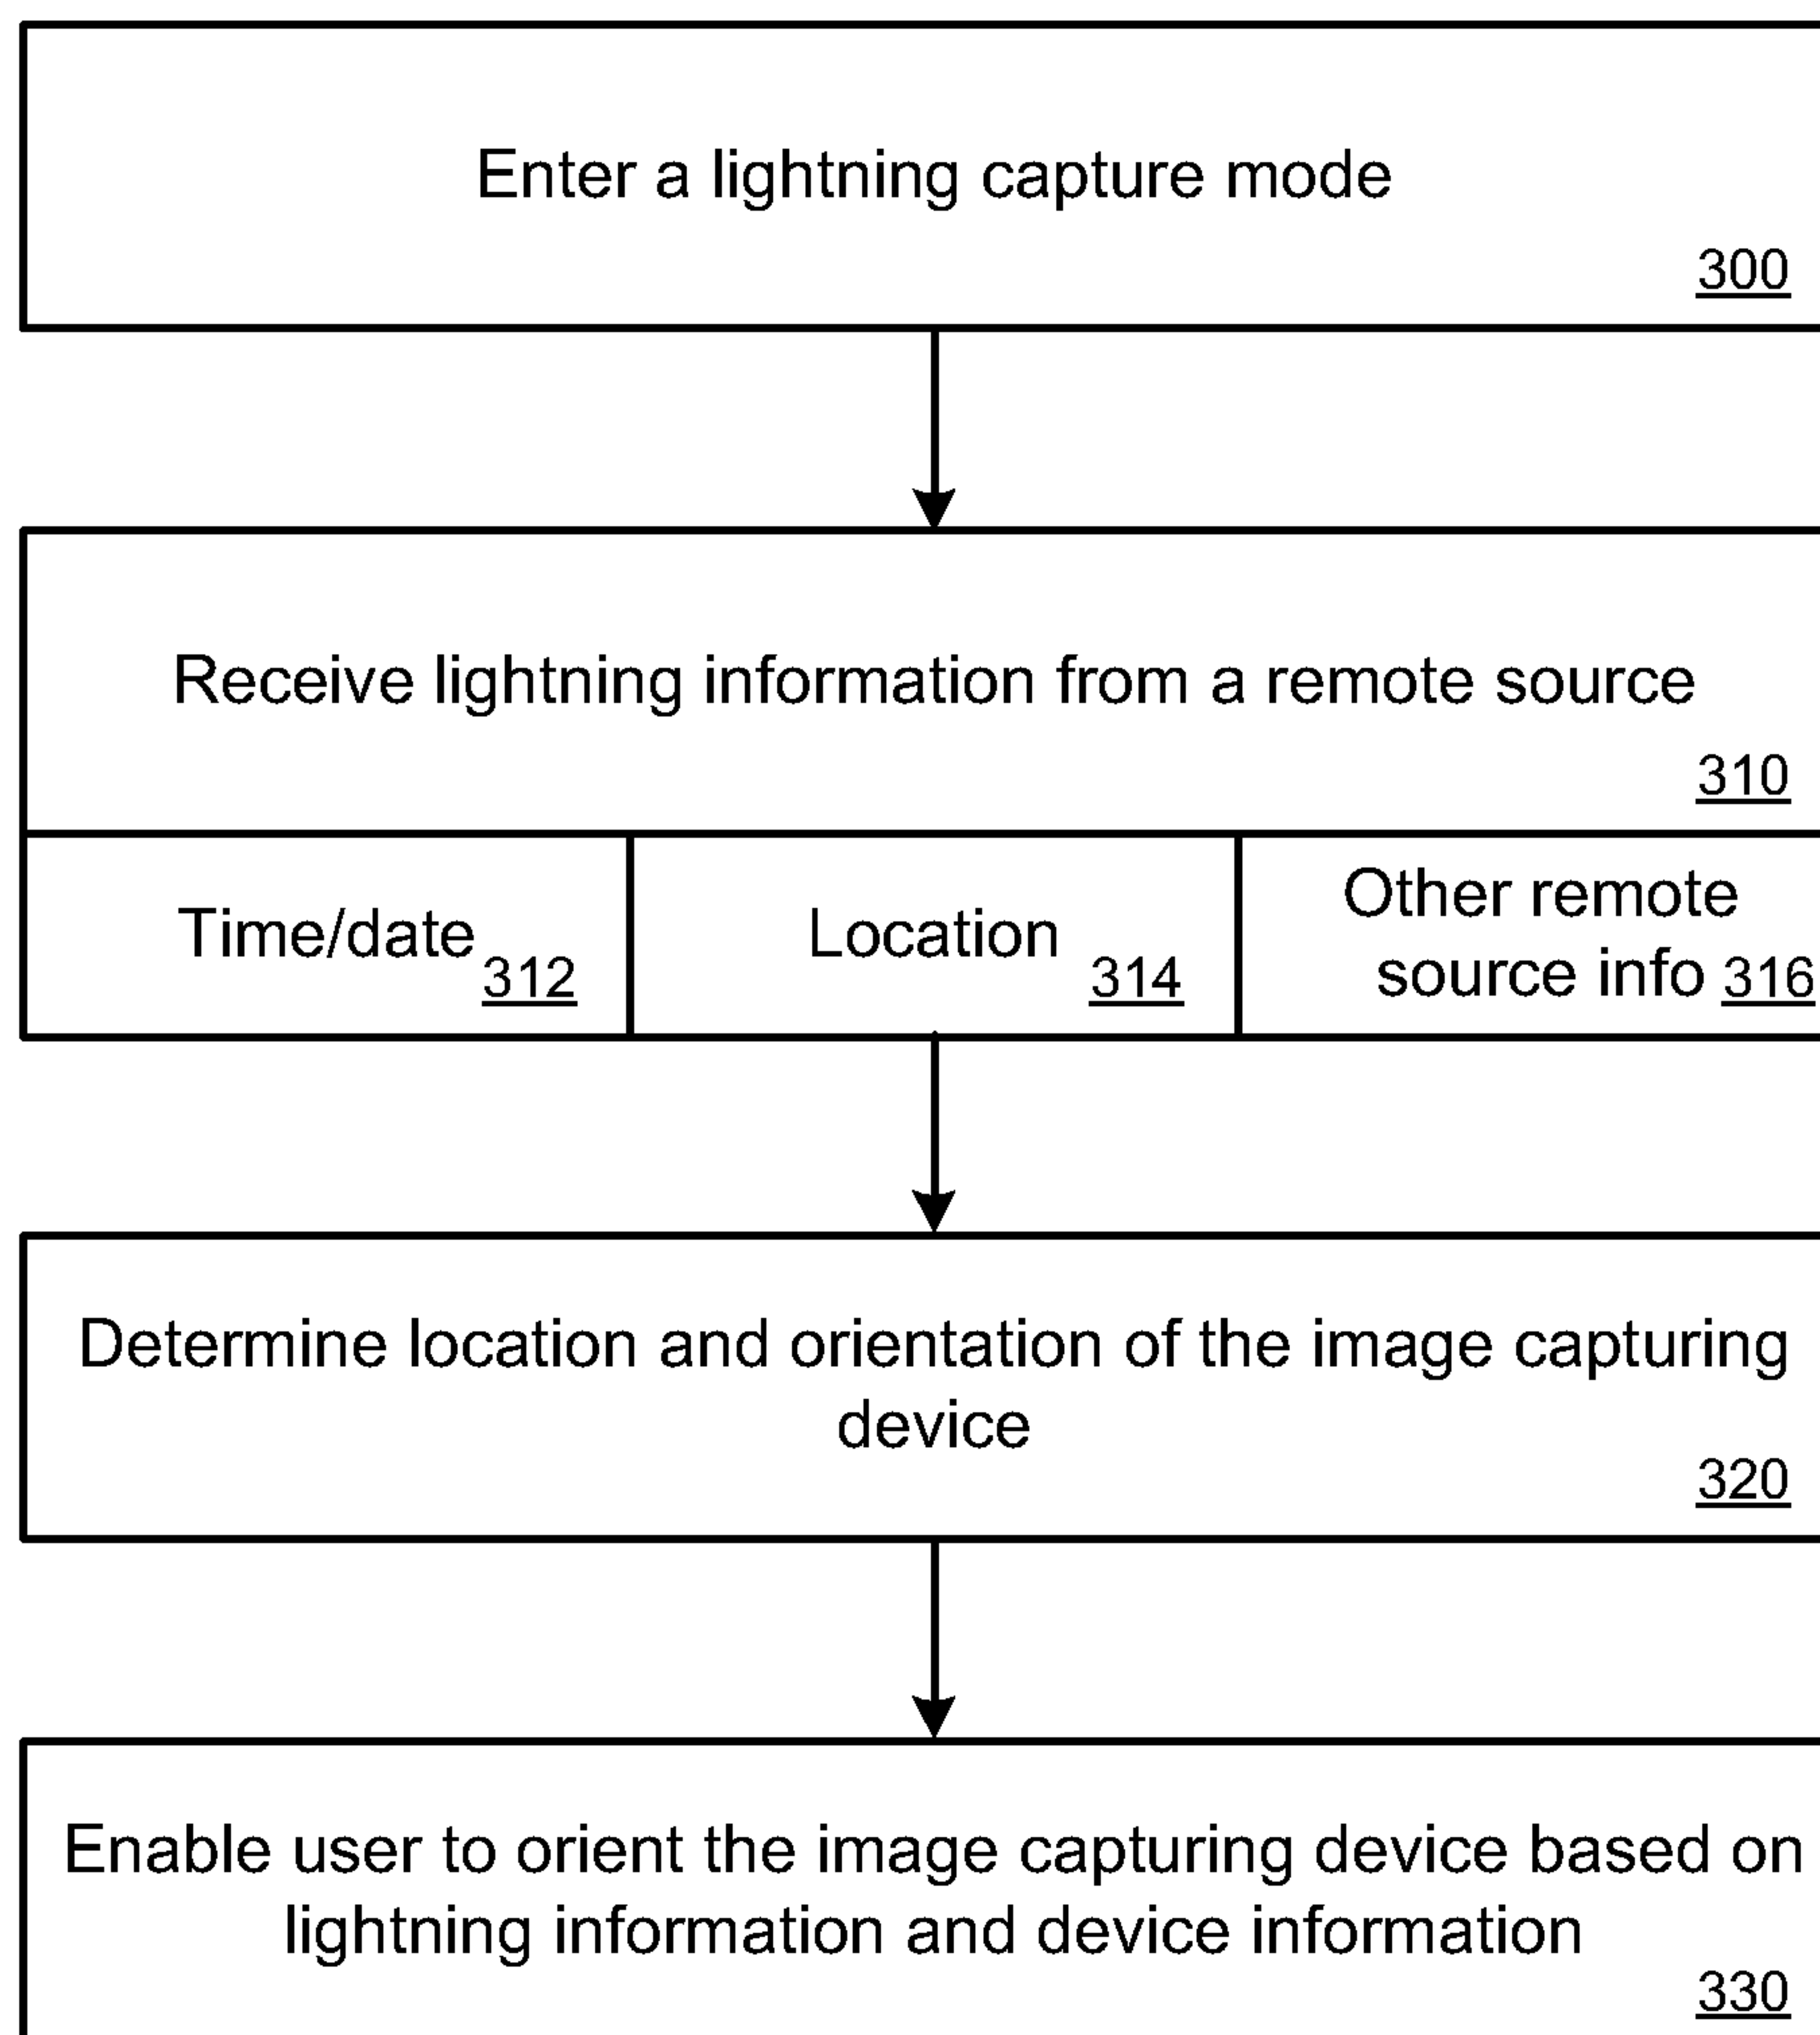 Enter a lightning capture mode
300
Receive lightning information from a remote source
310
Time/date 312
Location 314
Other remote
source info 316
Determine location and orientation of the image capturing
device
320
Enable user to orient the image capturing device based on
lightning information and device information
330